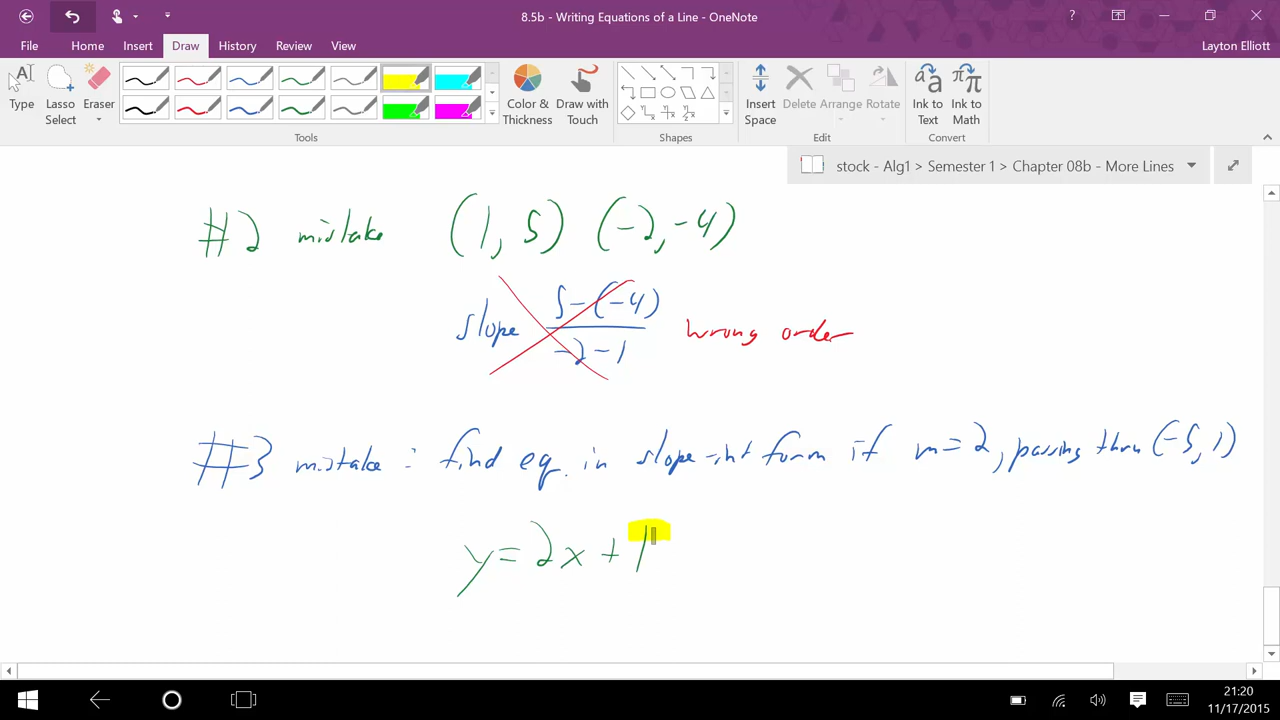 8.5b - Writing Equations of a Line - OneNote
?
File Home Insert Draw History Review View
Layton Elliott
Type Lasso Select Eraser Color & Thickness Draw with Touch Insert Space Delete Arrange Rotate Ink to Text Ink to Math
Tools Shapes Edit Convert
stock - Alg1 > Semester 1 > Chapter 08b - More Lines
#2 mistake (1, 5) (-2, -4)
slope 5-(-4)
-2-1
wrong order
#3 mistake: find eq. in slope-int form if m=2, passing thru (-5, 1)
y = 2x + 1
21:20
11/17/2015